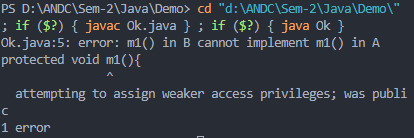 PS D:\ANDC\Sem-2\Java\Demo> cd "d:\ANDC\Sem-2\Java\Demo\"
; if ($?) { javac Ok.java } ; if ($?) { java Ok }
Ok.java:5: error: m1() in B cannot implement m1() in A
protected void m1(){
^
attempting to assign weaker access privileges; was publi
c
1 error